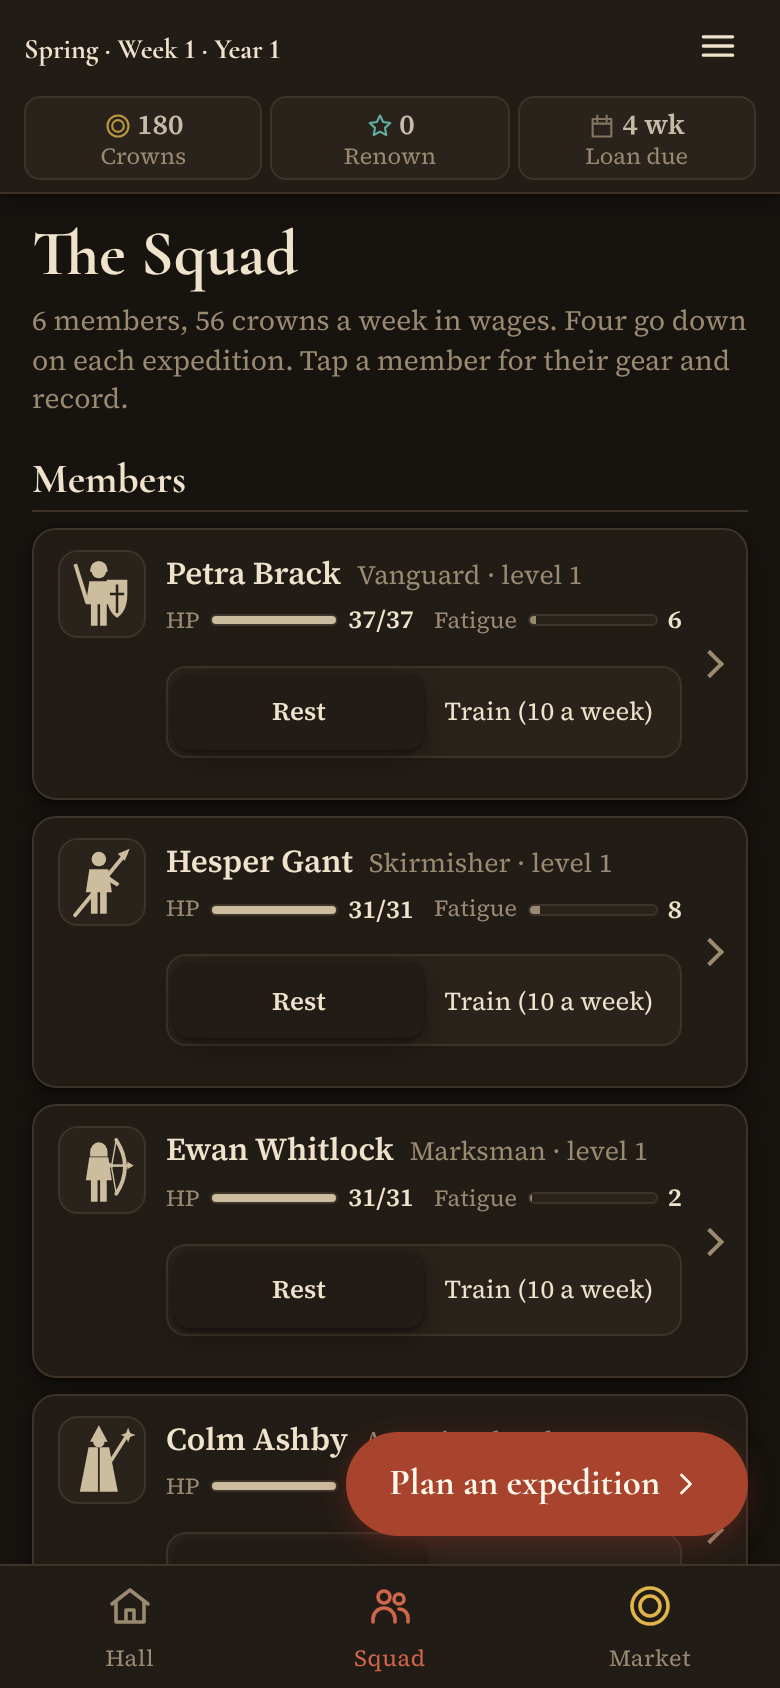 Spring · Week 1 · Year 1
180
Crowns
0
Renown
4 wk
Loan due
The Squad
6 members, 56 crowns a week in wages. Four go down
on each expedition. Tap a member for their gear and
record.
Members
Petra Brack Vanguard · level 1
HP 37/37 Fatigue 6
Rest Train (10 a week)
Hesper Gant Skirmisher · level 1
HP 31/31 Fatigue 8
Rest Train (10 a week)
Ewan Whitlock Marksman · level 1
HP 31/31 Fatigue 2
Rest Train (10 a week)
Colm Ashby
HP
Plan an expedition
Hall Squad Market